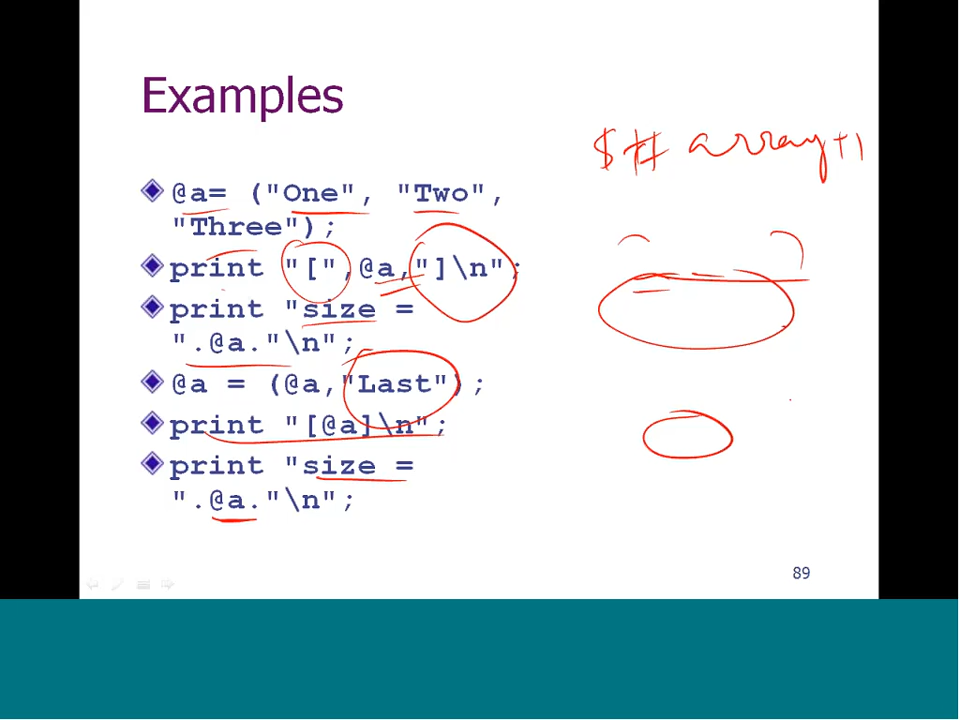 Examples
$# array+1
@a= ("One", "Two",
"Three");
print "[",@a,"]\n";
print "size =
".@a."\n";
@a = (@a,"Last");
print "[@a]\n";
print "size =
".@a."\n";
89